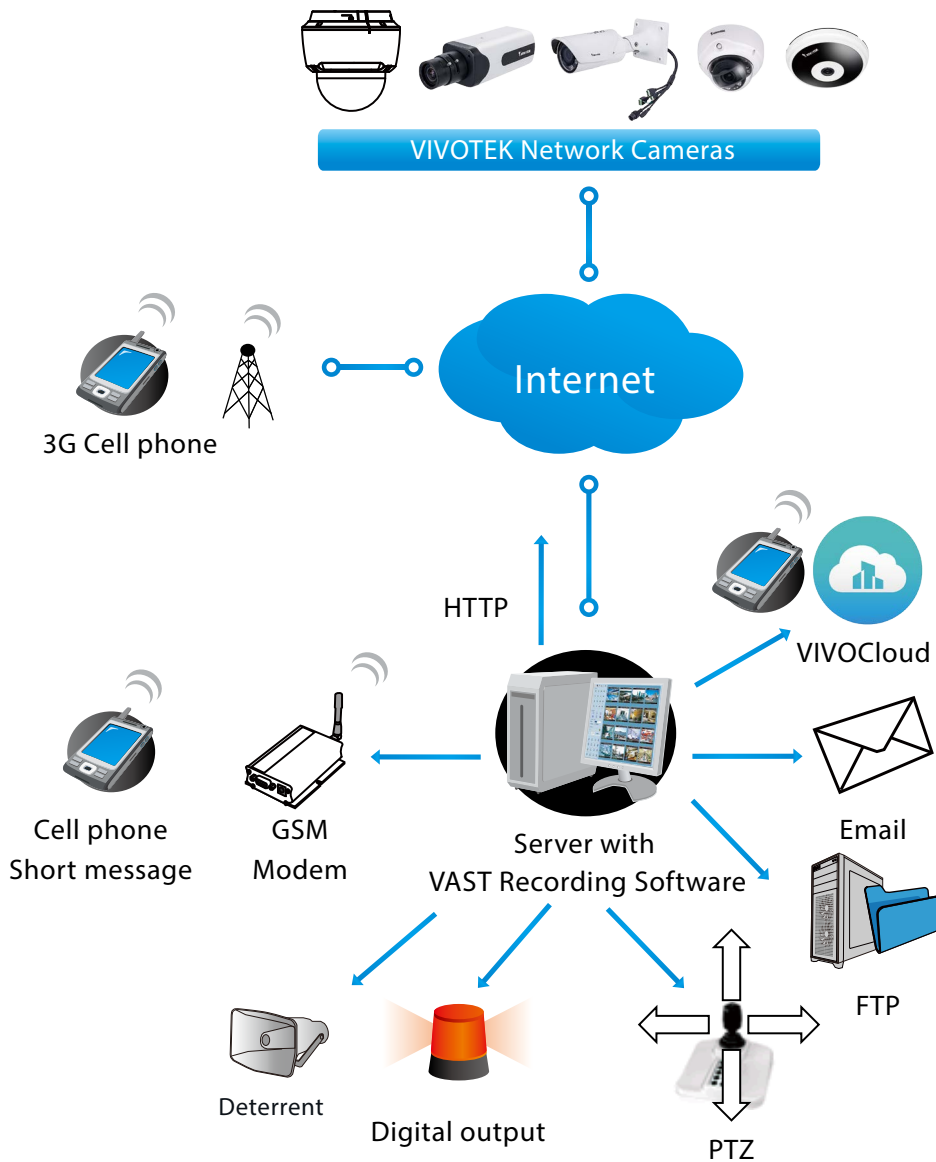 VIVOTEK Network Cameras
Internet
3G Cell phone
HTTP
VIVOCloud
Cell phone
Short message
GSM
Modem
Server with
VAST Recording Software
Email
FTP
Deterrent
Digital output
PTZ